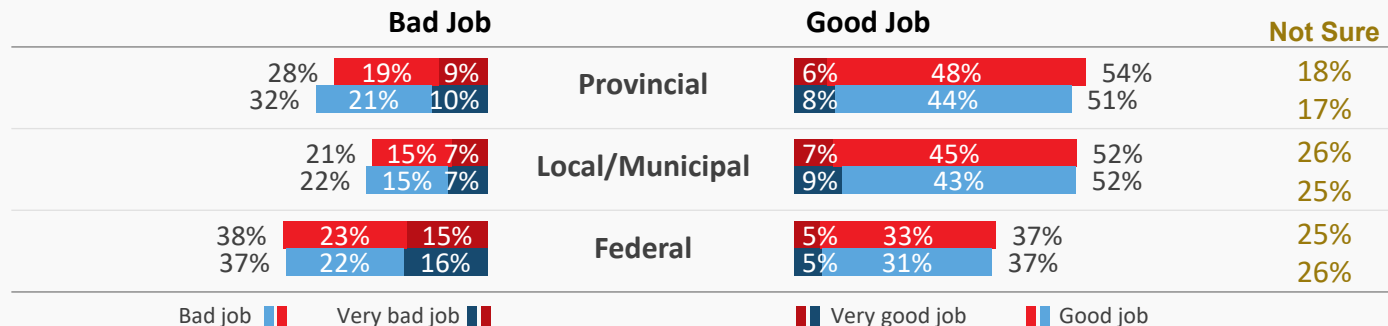 Bad Job Good Job Not Sure
28% 19% 9% Provincial 6% 48% 54% 18%
32% 21% 10% 8% 44% 51% 17%
21% 15% 7% Local/Municipal 7% 45% 52% 26%
22% 15% 7% 9% 43% 52% 25%
38% 23% 15% Federal 5% 33% 37% 25%
37% 22% 16% 5% 31% 37% 26%
Bad job Very bad job Very good job Good job